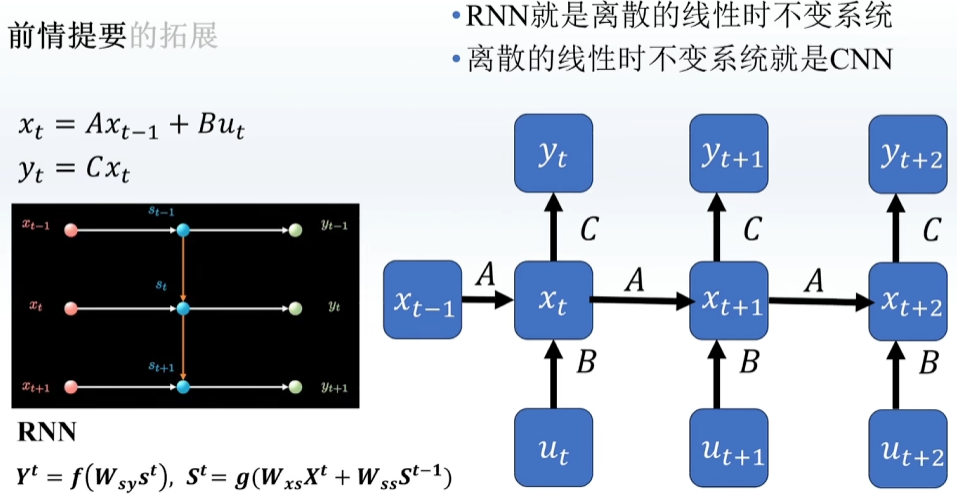 前情提要的拓展
•RNN就是离散的线性时不变系统
•离散的线性时不变系统就是CNN
x_t = Ax_{t−1} + Bu_t
y_t = Cx_t
x_{t−1} s_{t−1} y_{t−1}
x_t s_t y_t
x_{t+1} s_{t+1} y_{t+1}
RNN
Y^t = f(W_{sy}s^t), S^t = g(W_{xs}X^t + W_{ss}S^{t−1})
y_t y_{t+1} y_{t+2}
C C C
x_{t−1} A x_t A x_{t+1} A x_{t+2}
B B B
u_t u_{t+1} u_{t+2}